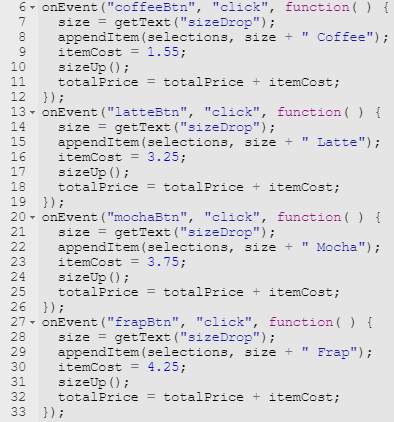 6 onEvent("coffeeBtn", "click", function( ) {
7 size = getText("sizeDrop");
8 appendItem(selections, size + " Coffee");
9 itemCost = 1.55;
10 sizeUp();
11 totalPrice = totalPrice + itemCost;
12 });
13 onEvent("latteBtn", "click", function( ) {
14 size = getText("sizeDrop");
15 appendItem(selections, size + " Latte");
16 itemCost = 3.25;
17 sizeUp();
18 totalPrice = totalPrice + itemCost;
19 });
20 onEvent("mochaBtn", "click", function( ) {
21 size = getText("sizeDrop");
22 appendItem(selections, size + " Mocha");
23 itemCost = 3.75;
24 sizeUp();
25 totalPrice = totalPrice + itemCost;
26 });
27 onEvent("frapBtn", "click", function( ) {
28 size = getText("sizeDrop");
29 appendItem(selections, size + " Frap");
30 itemCost = 4.25;
31 sizeUp();
32 totalPrice = totalPrice + itemCost;
33 });